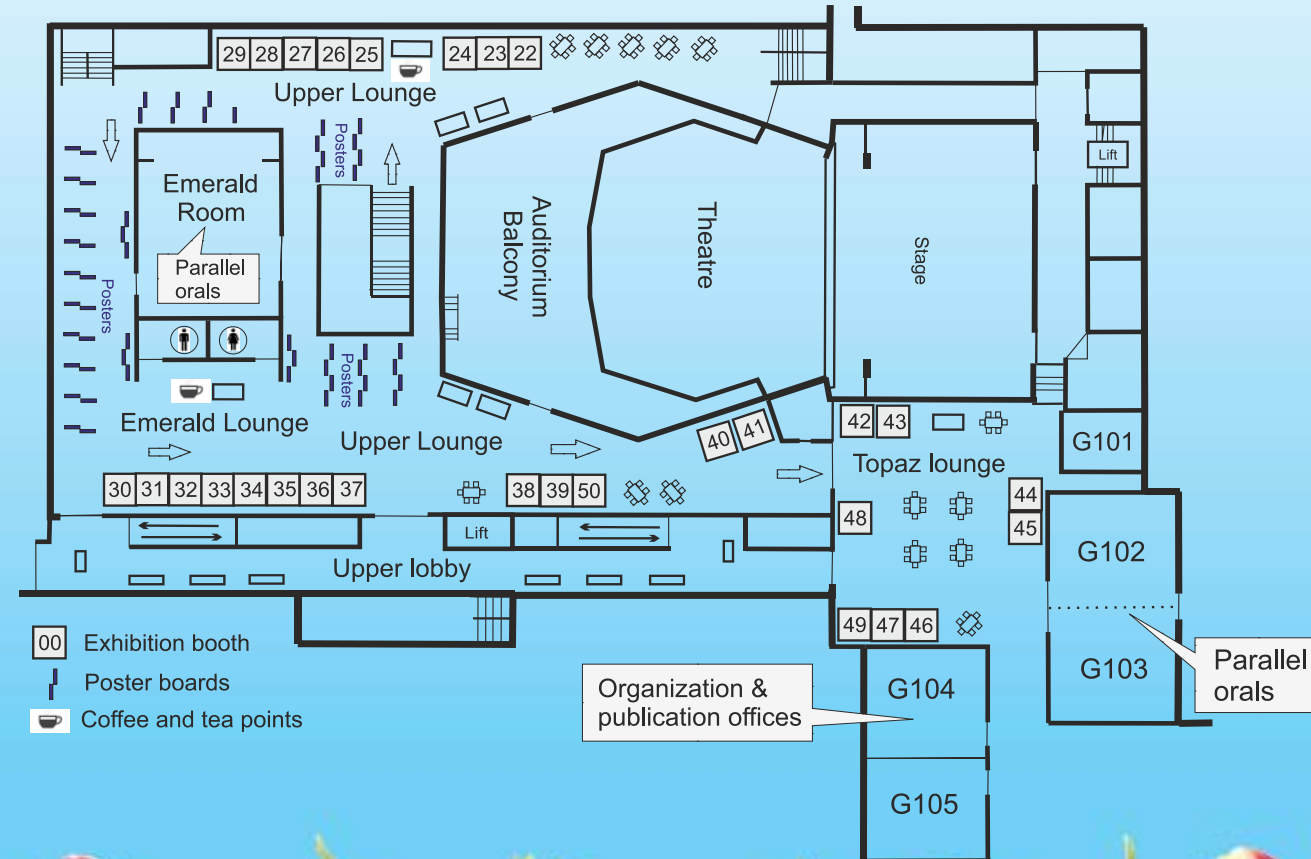 29 28 27 26 25 24 23 22
Upper Lounge
Lift
Posters
Emerald
Room
Parallel
orals
Auditorium
Balcony
Theatre
Stage
Posters
Posters
Emerald Lounge
Upper Lounge
40 41
42 43
G101
Topaz lounge
30 31 32 33 34 35 36 37
38 39 50
44
45
48
Lift
G102
Upper lobby
49 47 46
00 Exhibition booth
Poster boards
Coffee and tea points
Organization &
publication offices
G104
G103
Parallel
orals
G105